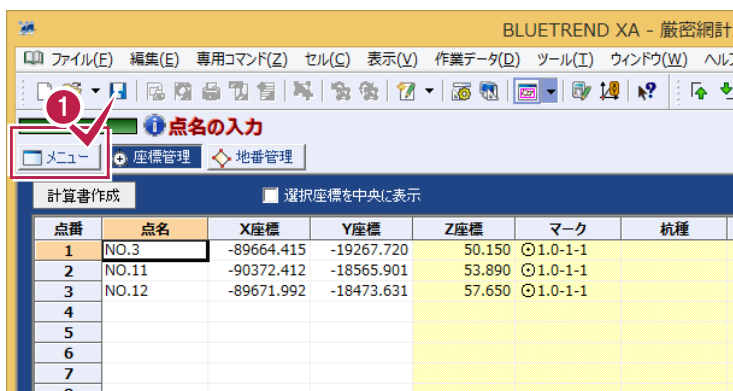 BLUETREND XA - 厳密網計
ファイル(F) 編集(E) 専用コマンド(Z) セル(C) 表示(V) 作業データ(D) ツール(T) ウィンドウ(W) ヘル
1
点名の入力
メニュー 座標管理 地番管理
計算書作成 選択座標を中央に表示
点番 点名 X座標 Y座標 Z座標 マーク 杭種
1 NO.3 -89664.415 -19267.720 50.150 1.0-1-1
2 NO.11 -90372.412 -18565.901 53.890 1.0-1-1
3 NO.12 -89671.992 -18473.631 57.650 1.0-1-1
4
5
6
7